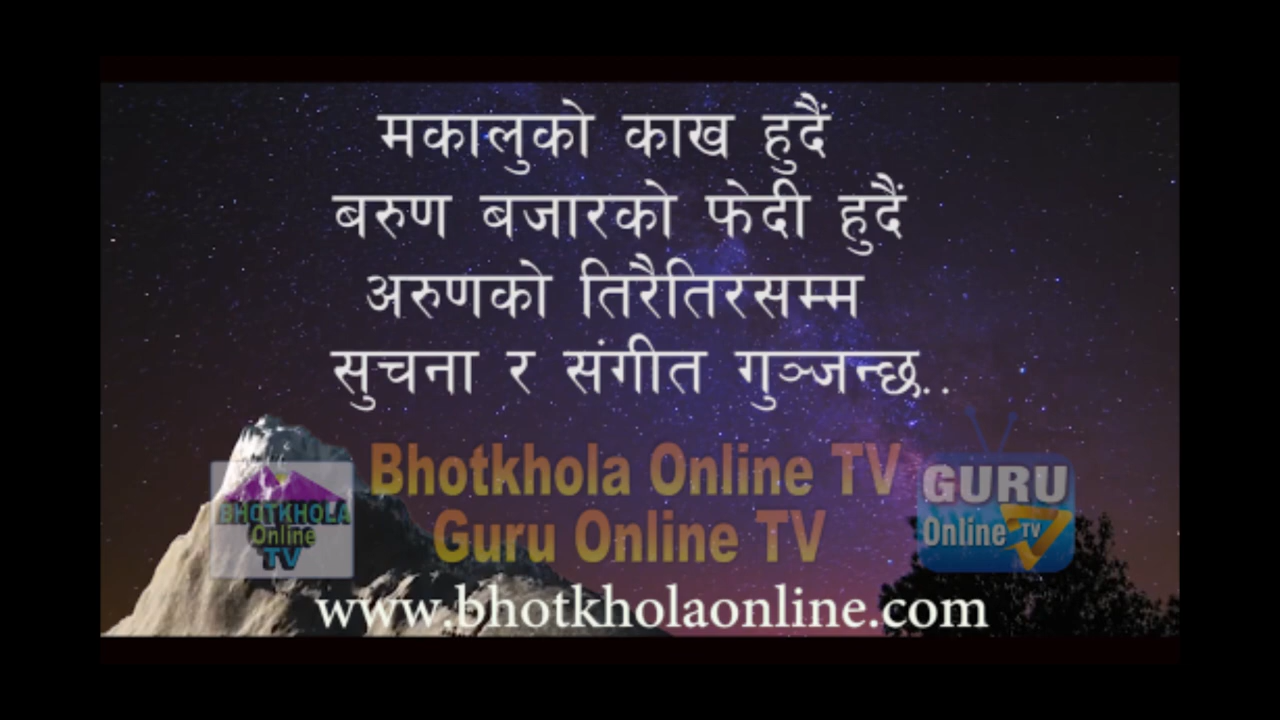 मकालुको काख हुदैं
बरुण बजारको फेदी हुदैं
अरुणको तिरैतिरसम्म
सुचना र संगीत गुञ्जन्छ..
Bhotkhola Online TV
Guru Online TV
BHOTKHOLA
Online
TV
GURU
Online TV
www.bhotkholaonline.com